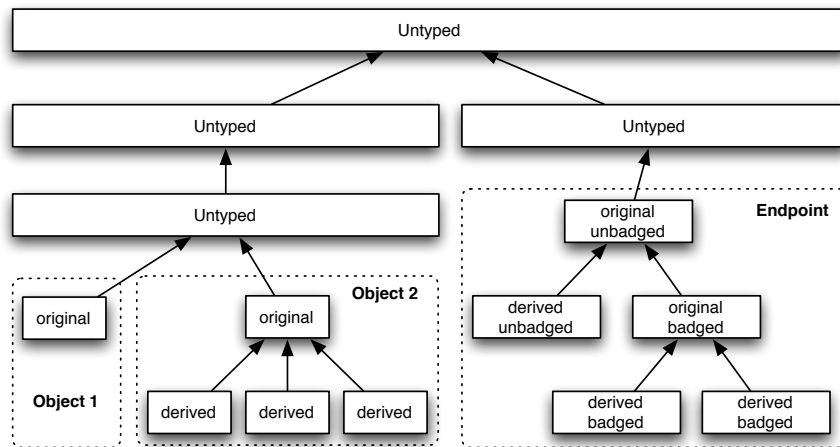 Untyped
Untyped
Untyped
Untyped
original
unbadged
Endpoint
Object 2
original
original
derived
unbadged
original
badged
Object 1
derived
derived
derived
derived
badged
derived
badged